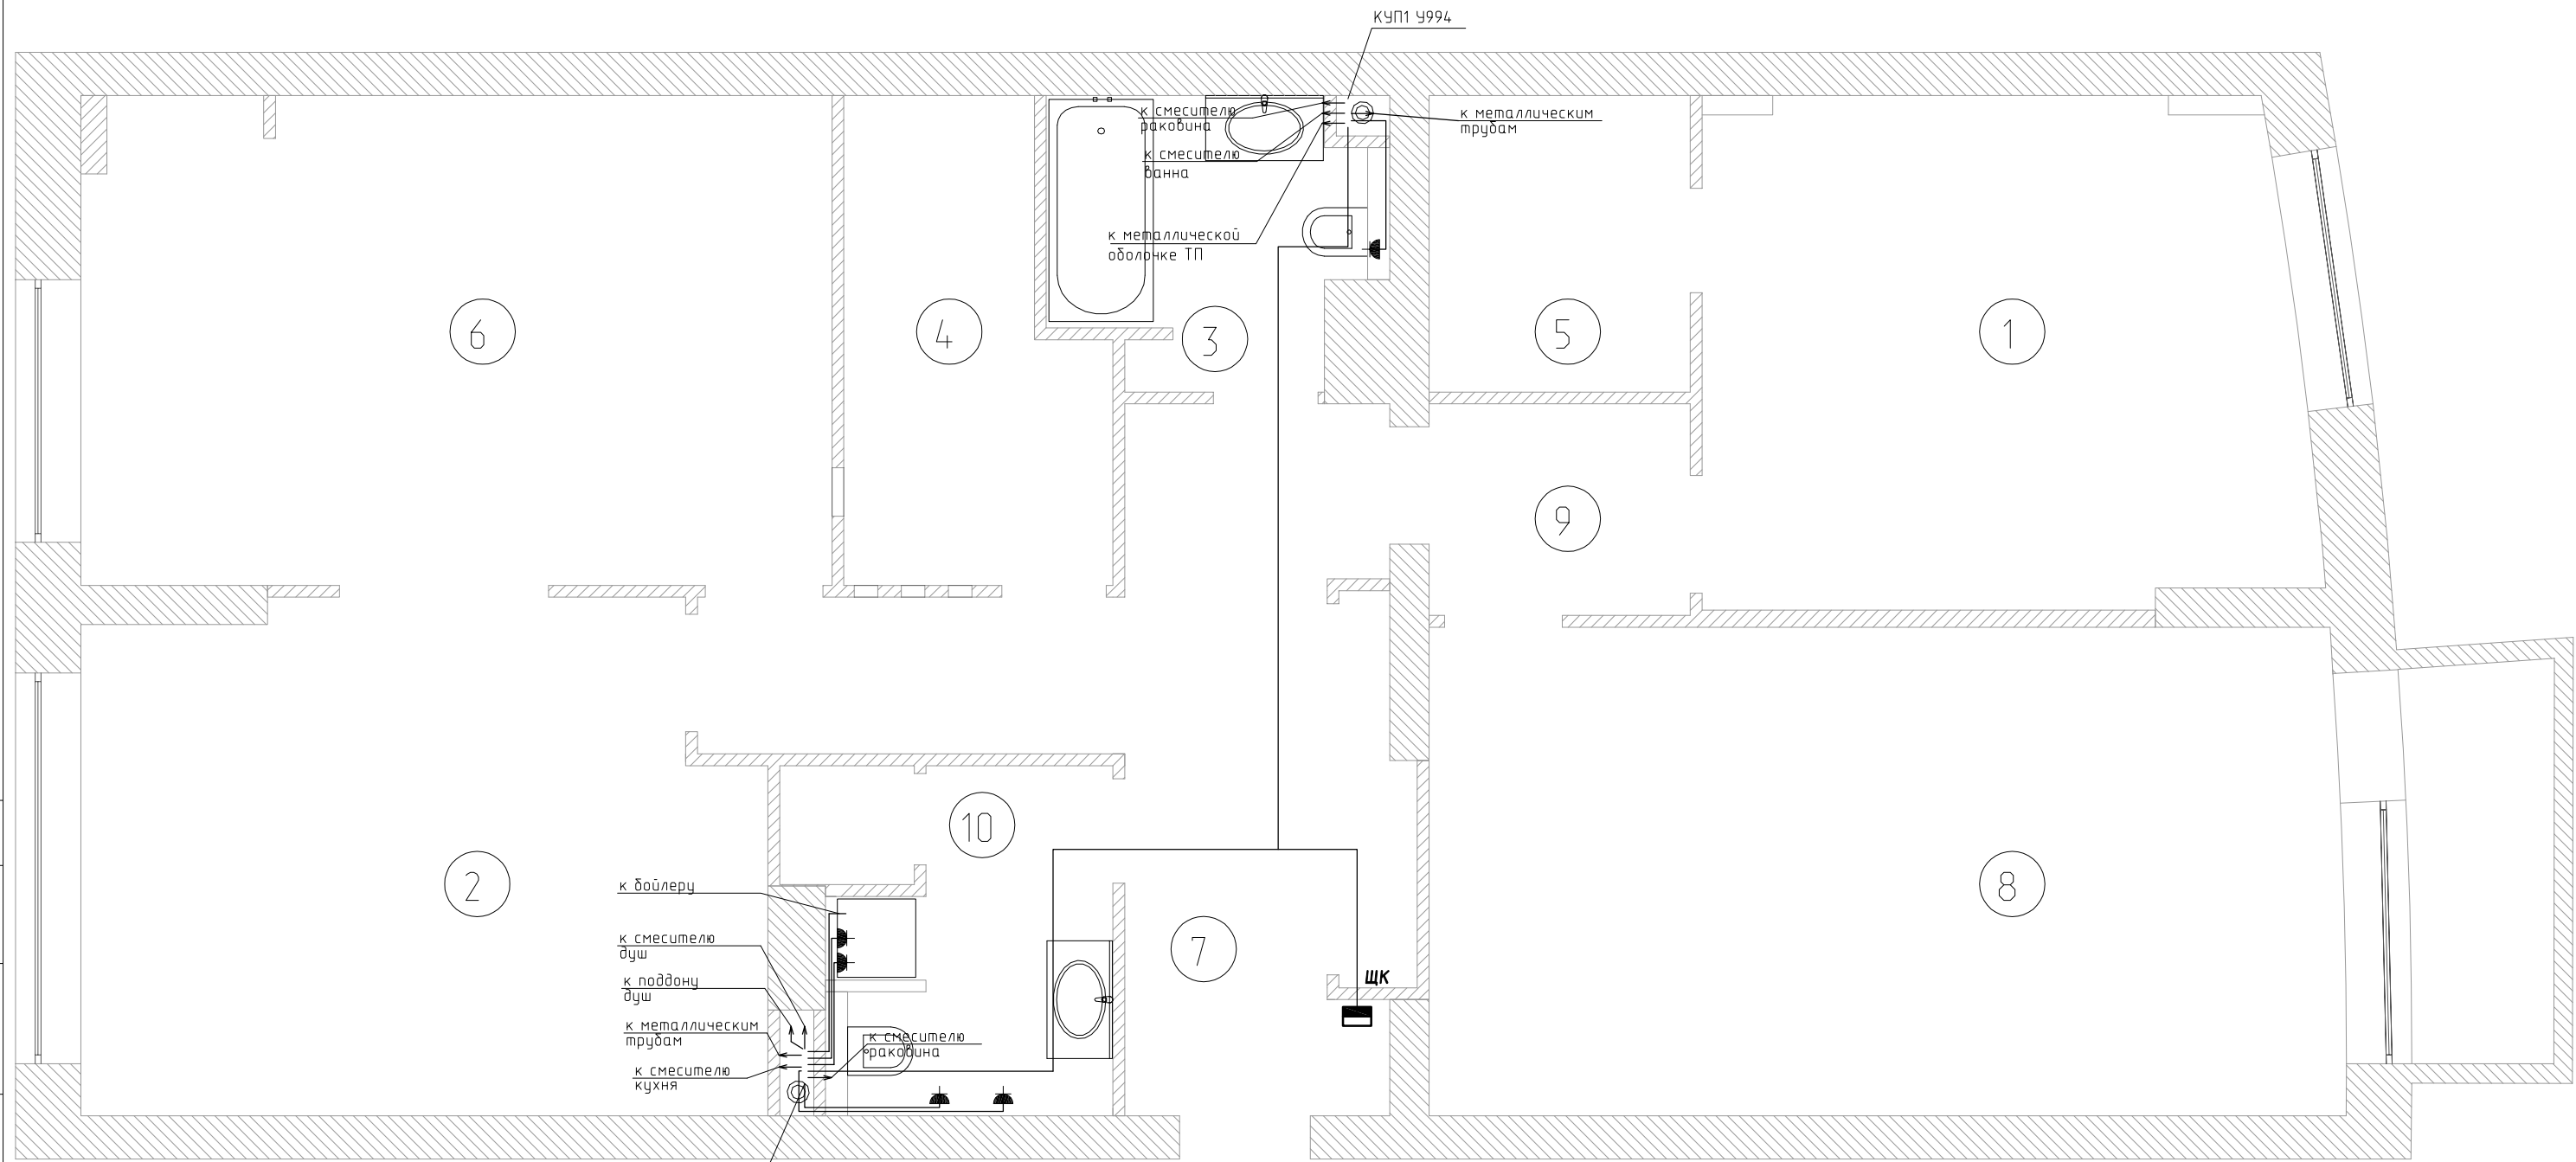 КУП1 У994
к смесителю
раковина
к металлическим
трубам
к смесителю
ванна
к металлической
оболочке ТП
6
4
3
5
1
9
10
2
8
7
к бойлеру
к смесителю
душ
к поддону
душ
к металлическим
трубам
к смесителю
кухня
к смесителю
раковина
ЩК